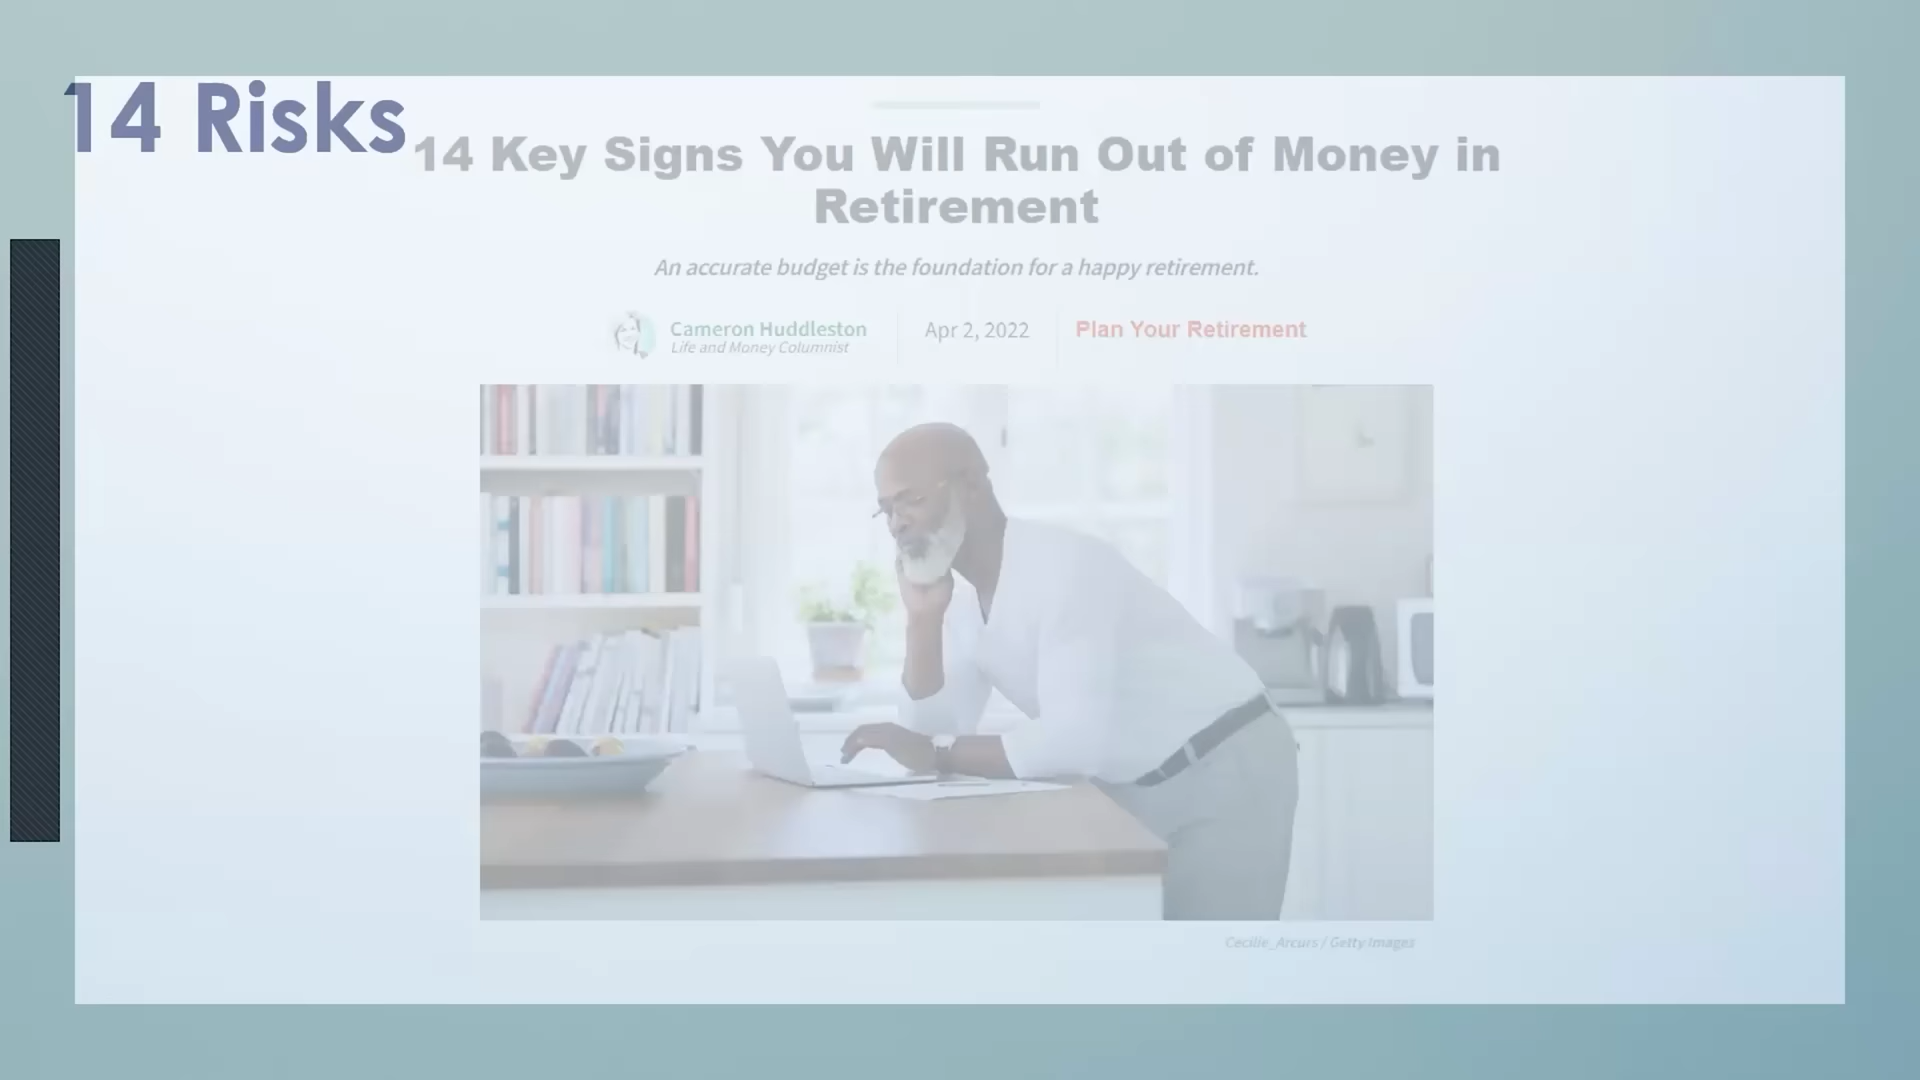 14 Risks
14 Key Signs You Will Run Out of Money in
Retirement
An accurate budget is the foundation for a happy retirement.
Cameron Huddleston
Life and Money Columnist
Apr 2, 2022
Plan Your Retirement
Cecilie_Arcurs / Getty Images